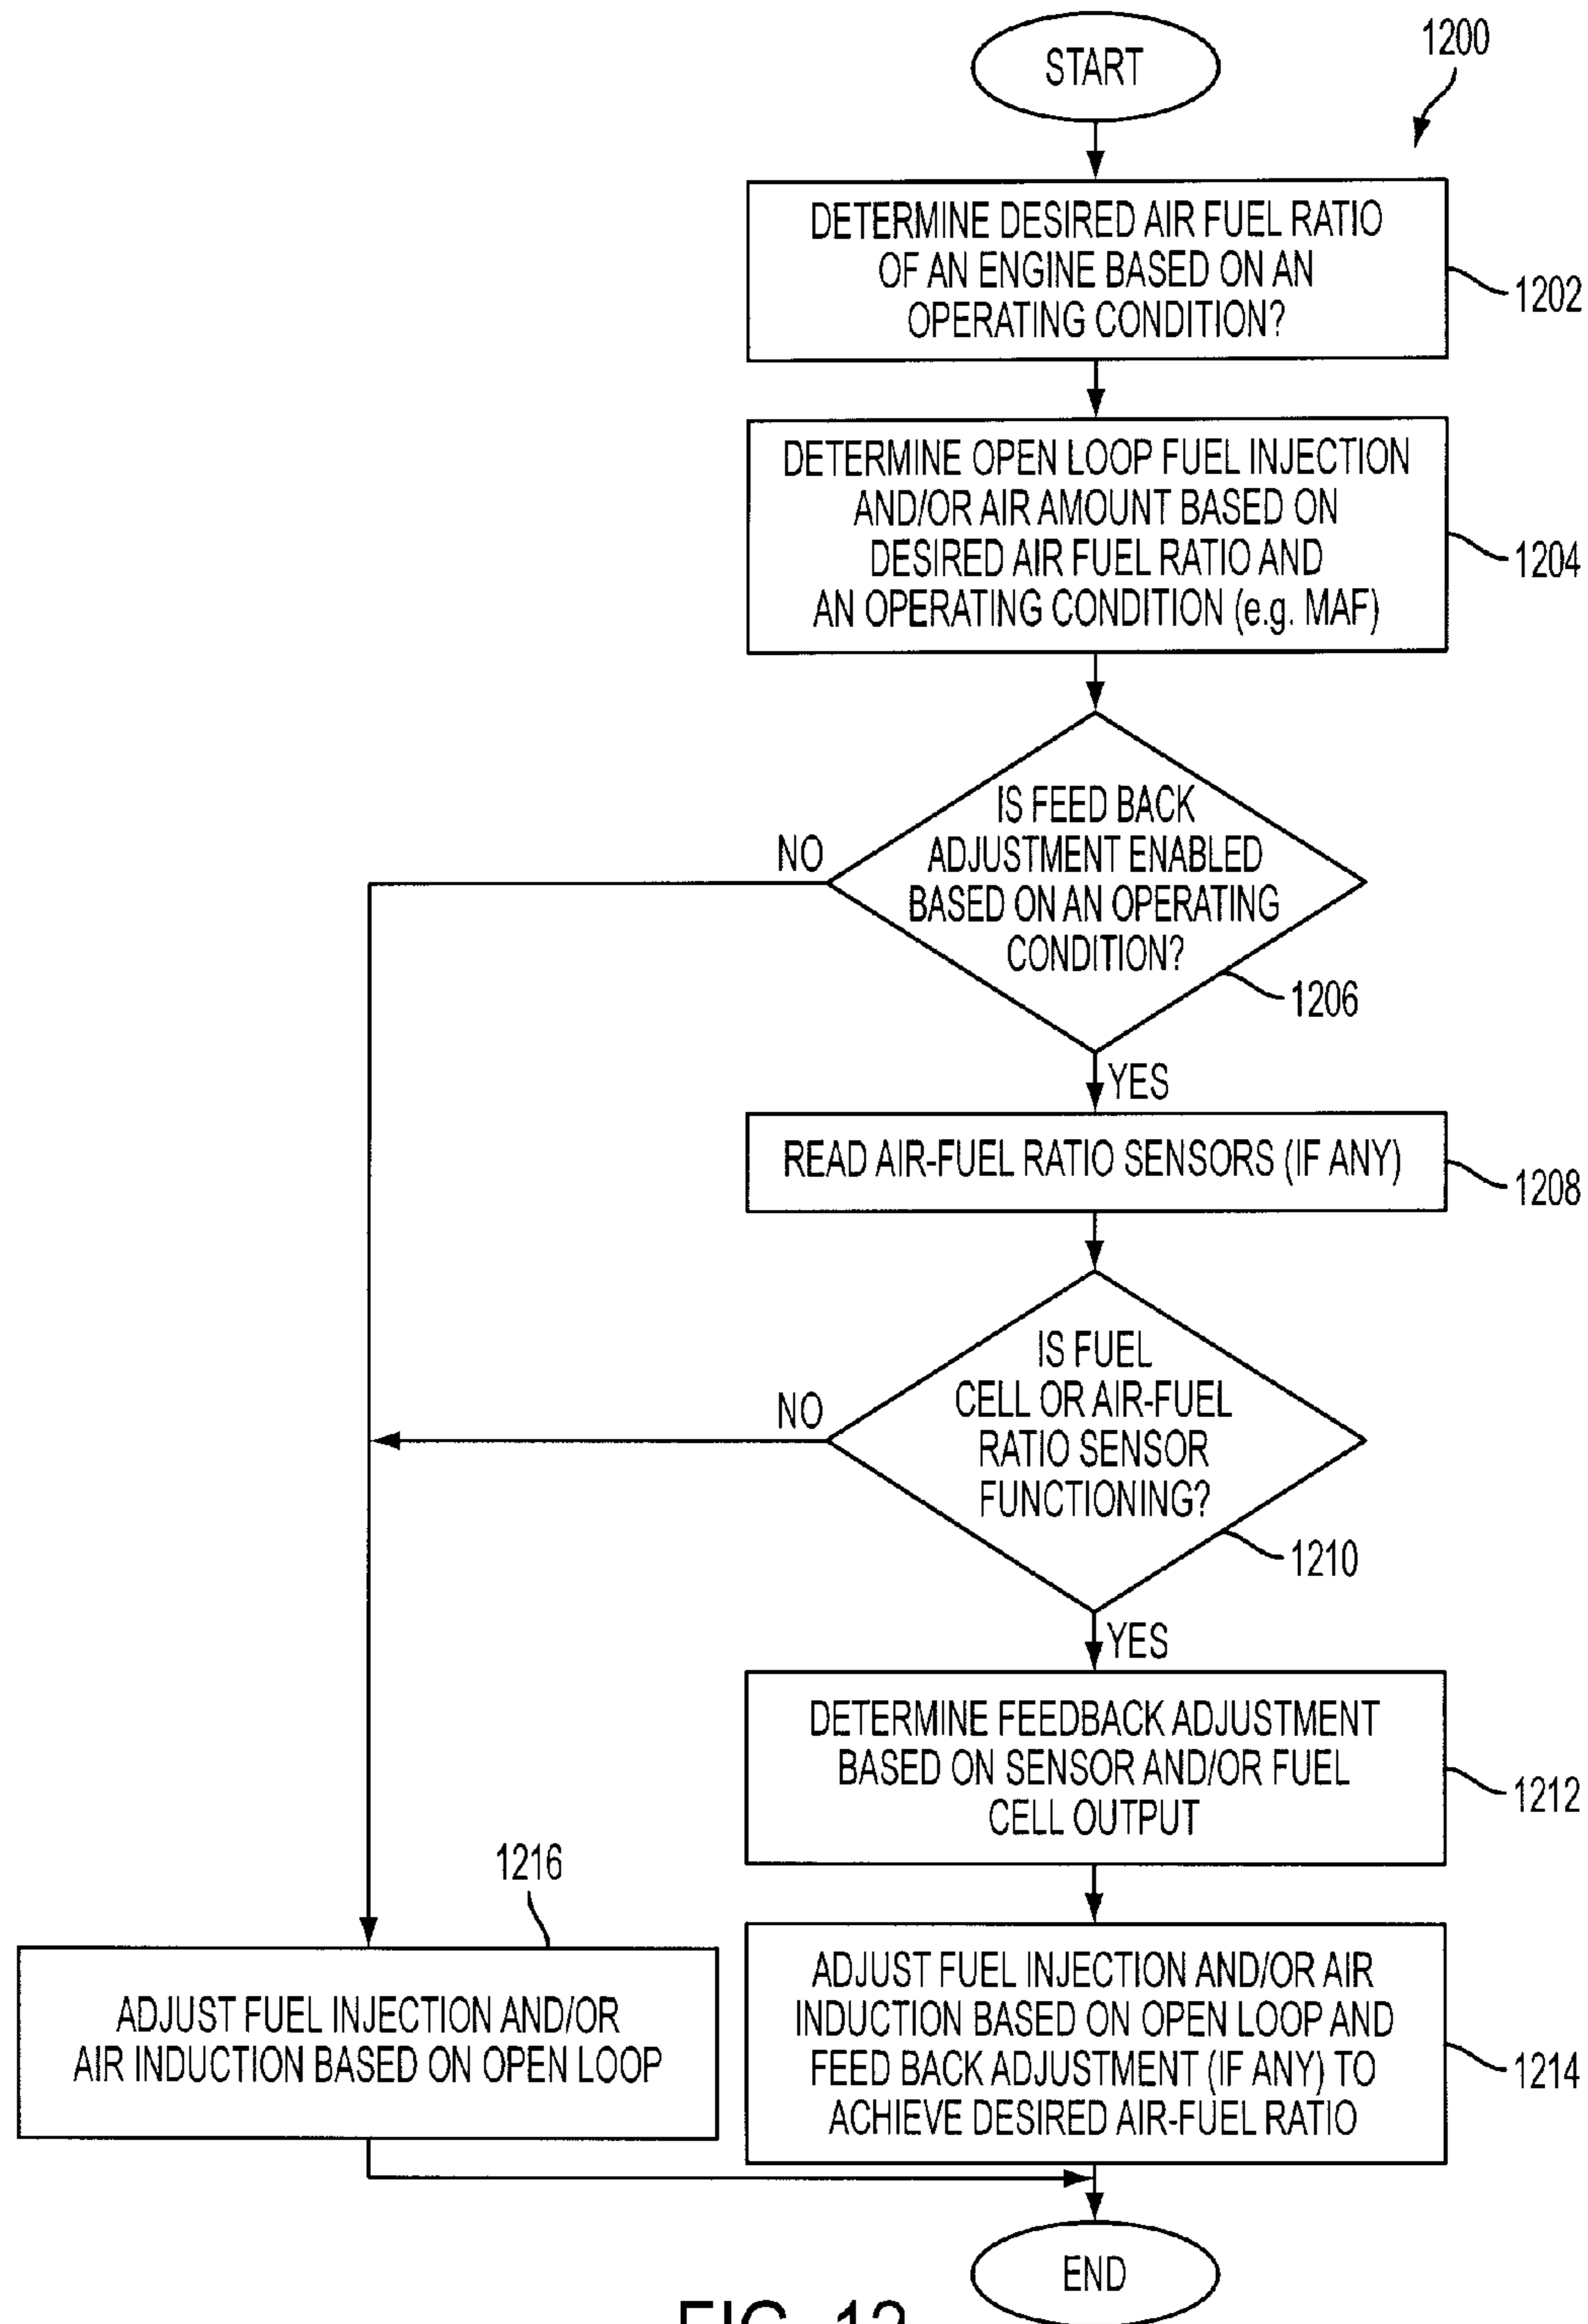 START
1200
DETERMINE DESIRED AIR FUEL RATIO
OF AN ENGINE BASED ON AN
OPERATING CONDITION?
1202
DETERMINE OPEN LOOP FUEL INJECTION
AND/OR AIR AMOUNT BASED ON
DESIRED AIR FUEL RATIO AND
AN OPERATING CONDITION (e.g. MAF)
1204
IS FEED BACK
ADJUSTMENT ENABLED
BASED ON AN OPERATING
CONDITION?
NO
1206
YES
READ AIR-FUEL RATIO SENSORS (IF ANY)
1208
IS FUEL
CELL OR AIR-FUEL
RATIO SENSOR
FUNCTIONING?
NO
1210
YES
DETERMINE FEEDBACK ADJUSTMENT
BASED ON SENSOR AND/OR FUEL
CELL OUTPUT
1212
1216
ADJUST FUEL INJECTION AND/OR
AIR INDUCTION BASED ON OPEN LOOP
ADJUST FUEL INJECTION AND/OR AIR
INDUCTION BASED ON OPEN LOOP AND
FEED BACK ADJUSTMENT (IF ANY) TO
ACHIEVE DESIRED AIR-FUEL RATIO
1214
END
FIG. 12